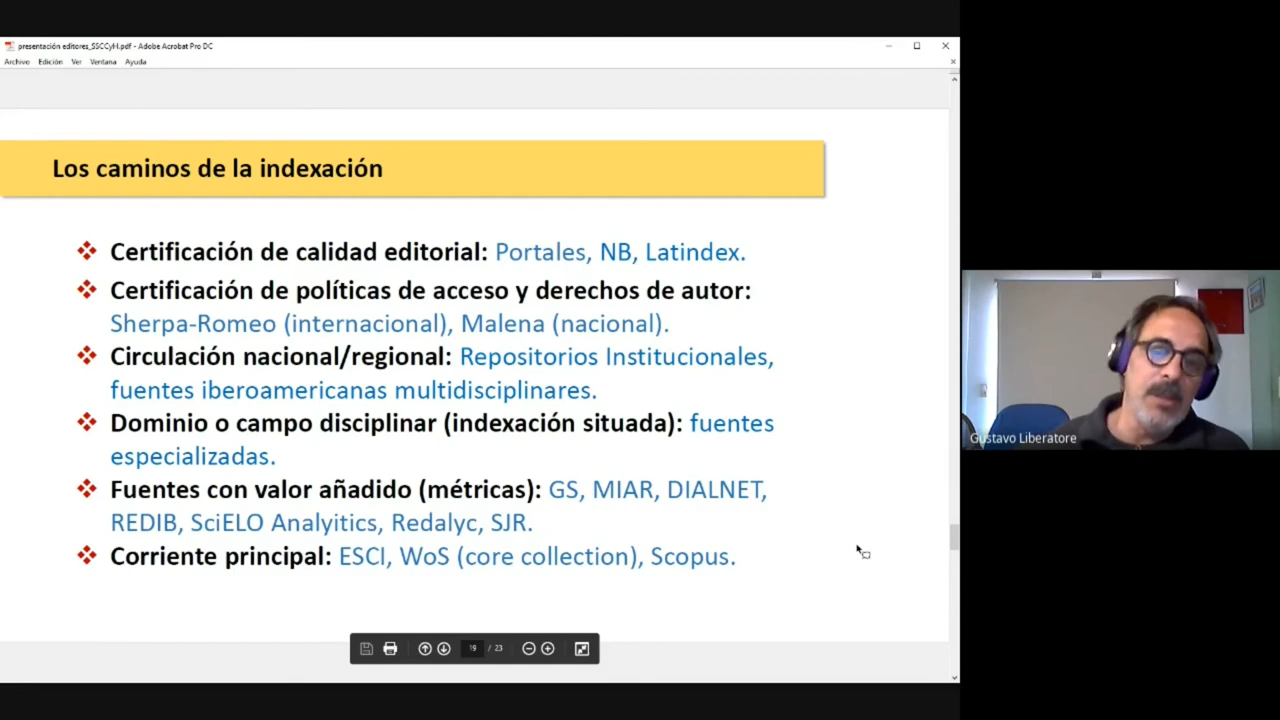 presentación editores_SSCCyH.pdf - Adobe Acrobat Pro DC
Archivo Edición Ver Ventana Ayuda
Los caminos de la indexación
Certificación de calidad editorial: Portales, NB, Latindex.
Certificación de políticas de acceso y derechos de autor:
Sherpa-Romeo (internacional), Malena (nacional).
Circulación nacional/regional: Repositorios Institucionales,
fuentes iberoamericanas multidisciplinares.
Dominio o campo disciplinar (indexación situada): fuentes
especializadas.
Fuentes con valor añadido (métricas): GS, MIAR, DIALNET,
REDIB, SciELO Analyitics, Redalyc, SJR.
Corriente principal: ESCI, WoS (core collection), Scopus.
19 / 23
Gustavo Liberatore